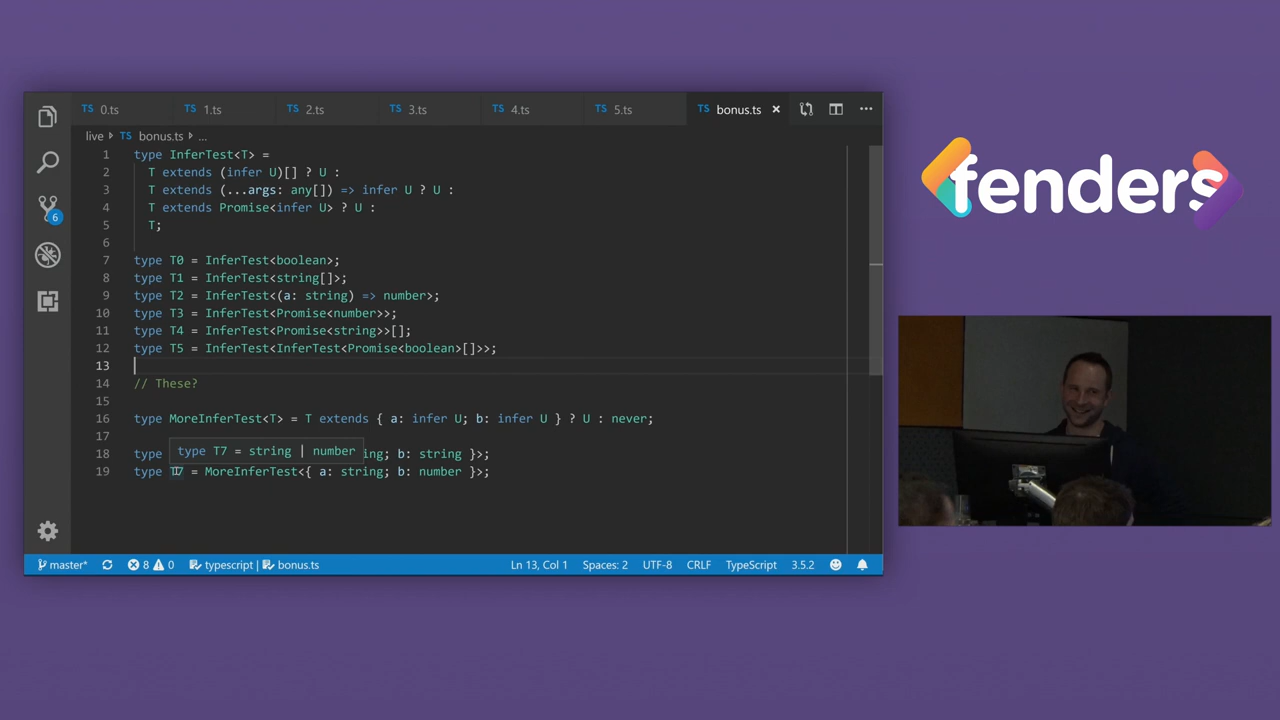 TS 0.ts TS 1.ts TS 2.ts TS 3.ts TS 4.ts TS 5.ts TS bonus.ts × ···
live TS bonus.ts ...
1 type InferTest<T> =
2 T extends (infer U)[] ? U :
3 T extends (...args: any[]) => infer U ? U :
4 T extends Promise<infer U> ? U :
5 T;
6
7 type T0 = InferTest<boolean>;
8 type T1 = InferTest<string[]>;
9 type T2 = InferTest<(a: string) => number>;
10 type T3 = InferTest<Promise<number>>;
11 type T4 = InferTest<Promise<string>>[];
12 type T5 = InferTest<InferTest<Promise<boolean>[]>>;
13
14 // These?
15
16 type MoreInferTest<T> = T extends { a: infer U; b: infer U } ? U : never;
17
type T7 = string | number
18 type ing; b: string }>;
19 type T7 = MoreInferTest<{ a: string; b: number }>;
6
master* 8 0 typescript | bonus.ts Ln 13, Col 1 Spaces: 2 UTF-8 CRLF TypeScript 3.5.2
fenders